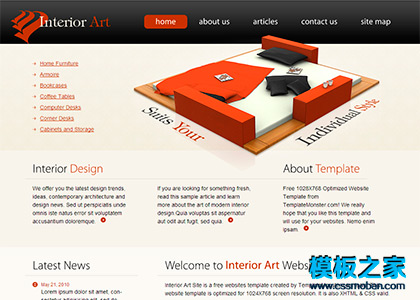 Interior Art
home about us articles contact us site map
Home Furniture
Armoire
Bookcases
Coffee Tables
Computer Desks
Corner Desks
Cabinets and Storage
Suits Your Individual Style
Interior Design
About Template
We offer you the latest design trends,
ideas, contemporary architecture and
design news. Sed ut perspiciatis unde
omnis iste natus error sit voluptatem
accusantium doloremque.
If you are looking for something fresh,
read this sample article and learn
more about the art of modern interior
design Quia voluptas sit aspernatur
aut odit aut fugit, sed quia
Free 1028X768 Optimized Website
Template from
TemplateMonster.com! We really
hope that you like this template and
will use for your websites. Nemo enim
ipsam.
Latest News
May 21, 2010
Lorem ipsum dolor sit amet,
Welcome to Interior Art Webs
Interior Art Site is a free websites template created by Tem
website template is optimized for 1024X768 screen resolution. It is also XHTML & CSS valid.
模板之家
www.cssmoban.com